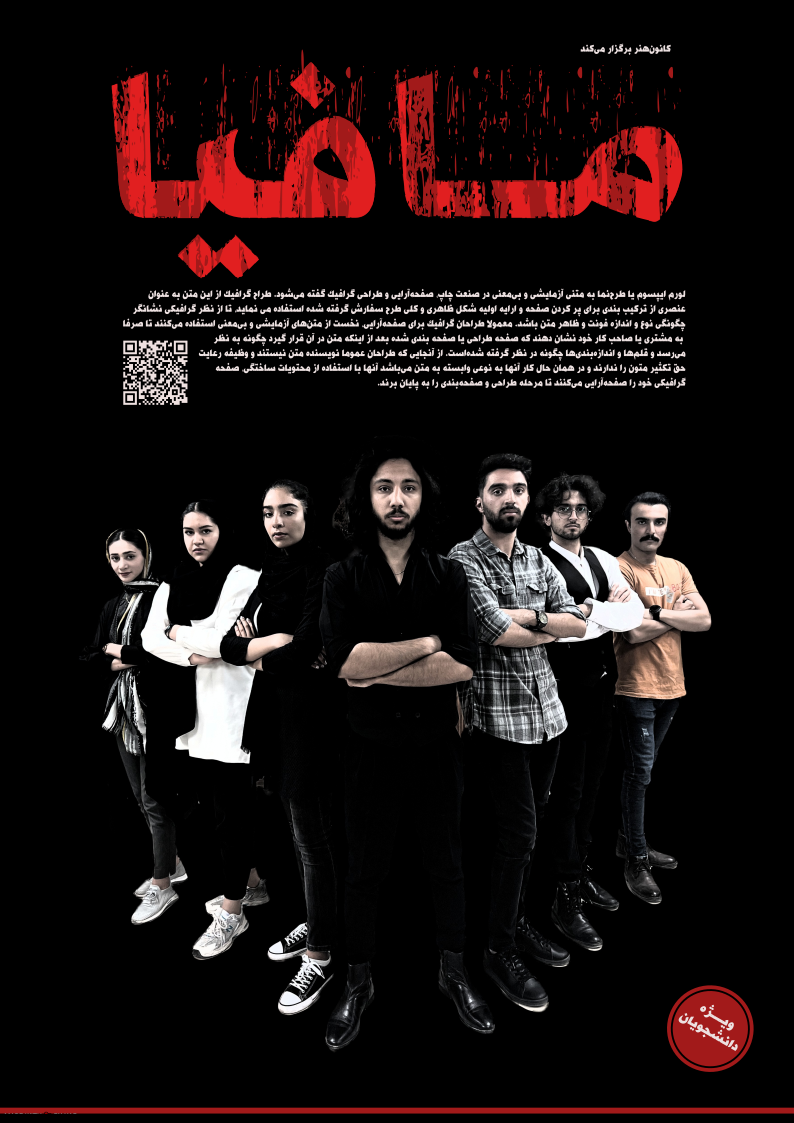 کانون‌هنر برگزار می‌کند
مافیا
لورم ایپسوم یا طرح‌نما به متنی آزمایشی و بی‌معنی در صنعت چاپ، صفحه‌آرایی و طراحی گرافیک گفته می‌شود. طراح گرافیک از این متن به عنوان
عنصری از ترکیب بندی برای پر کردن صفحه و ارایه اولیه شکل ظاهری و کلی طرح سفارش گرفته شده استفاده می نماید، تا از نظر گرافیکی نشانگر
چگونگی نوع و اندازه فونت و ظاهر متن باشد. معمولا طراحان گرافیک برای صفحه‌آرایی، نخست از متن‌های آزمایشی و بی‌معنی استفاده می‌کنند تا صرفا
به مشتری یا صاحب کار خود نشان دهند که صفحه طراحی یا صفحه بندی شده بعد از اینکه متن در آن قرار گیرد چگونه به نظر
می‌رسد و قلم‌ها و اندازه‌بندی‌ها چگونه در نظر گرفته شده‌است. از آنجایی که طراحان عموما نویسنده متن نیستند و وظیفه رعایت
حق تکثیر متون را ندارند و در همان حال کار آنها به نوعی وابسته به متن می‌باشد آنها با استفاده از محتویات ساختگی، صفحه
گرافیکی خود را صفحه‌آرایی می‌کنند تا مرحله طراحی و صفحه‌بندی را به پایان برند.
ویـــژه
دانشجویان